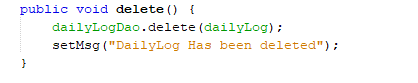 public void delete() {
    dailyLogDao.delete(dailyLog);
    setMsg("DailyLog Has been deleted");
}